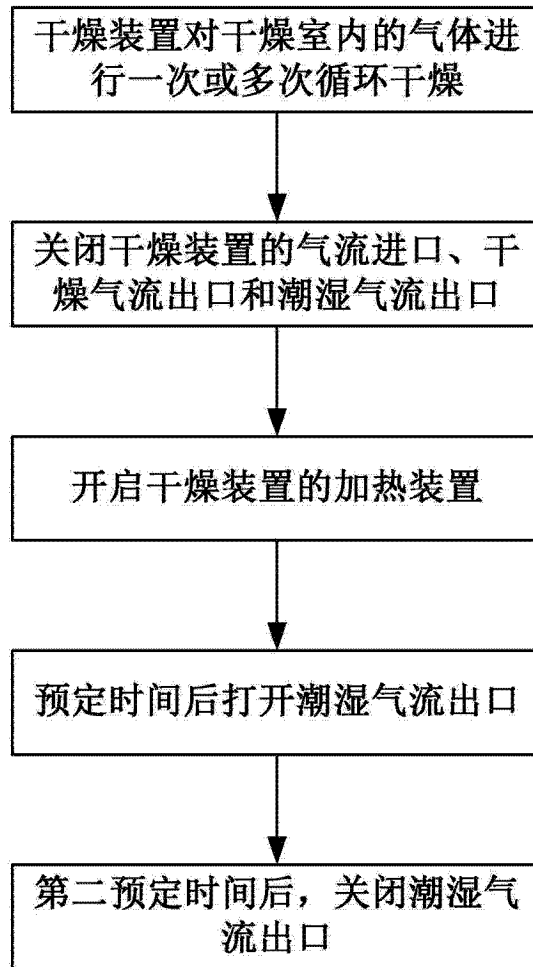 干燥装置对干燥室内的气体进
行一次或多次循环干燥
关闭干燥装置的气流进口、干
燥气流出口和潮湿气流出口
开启干燥装置的加热装置
预定时间后打开潮湿气流出口
第二预定时间后，关闭潮湿气
流出口